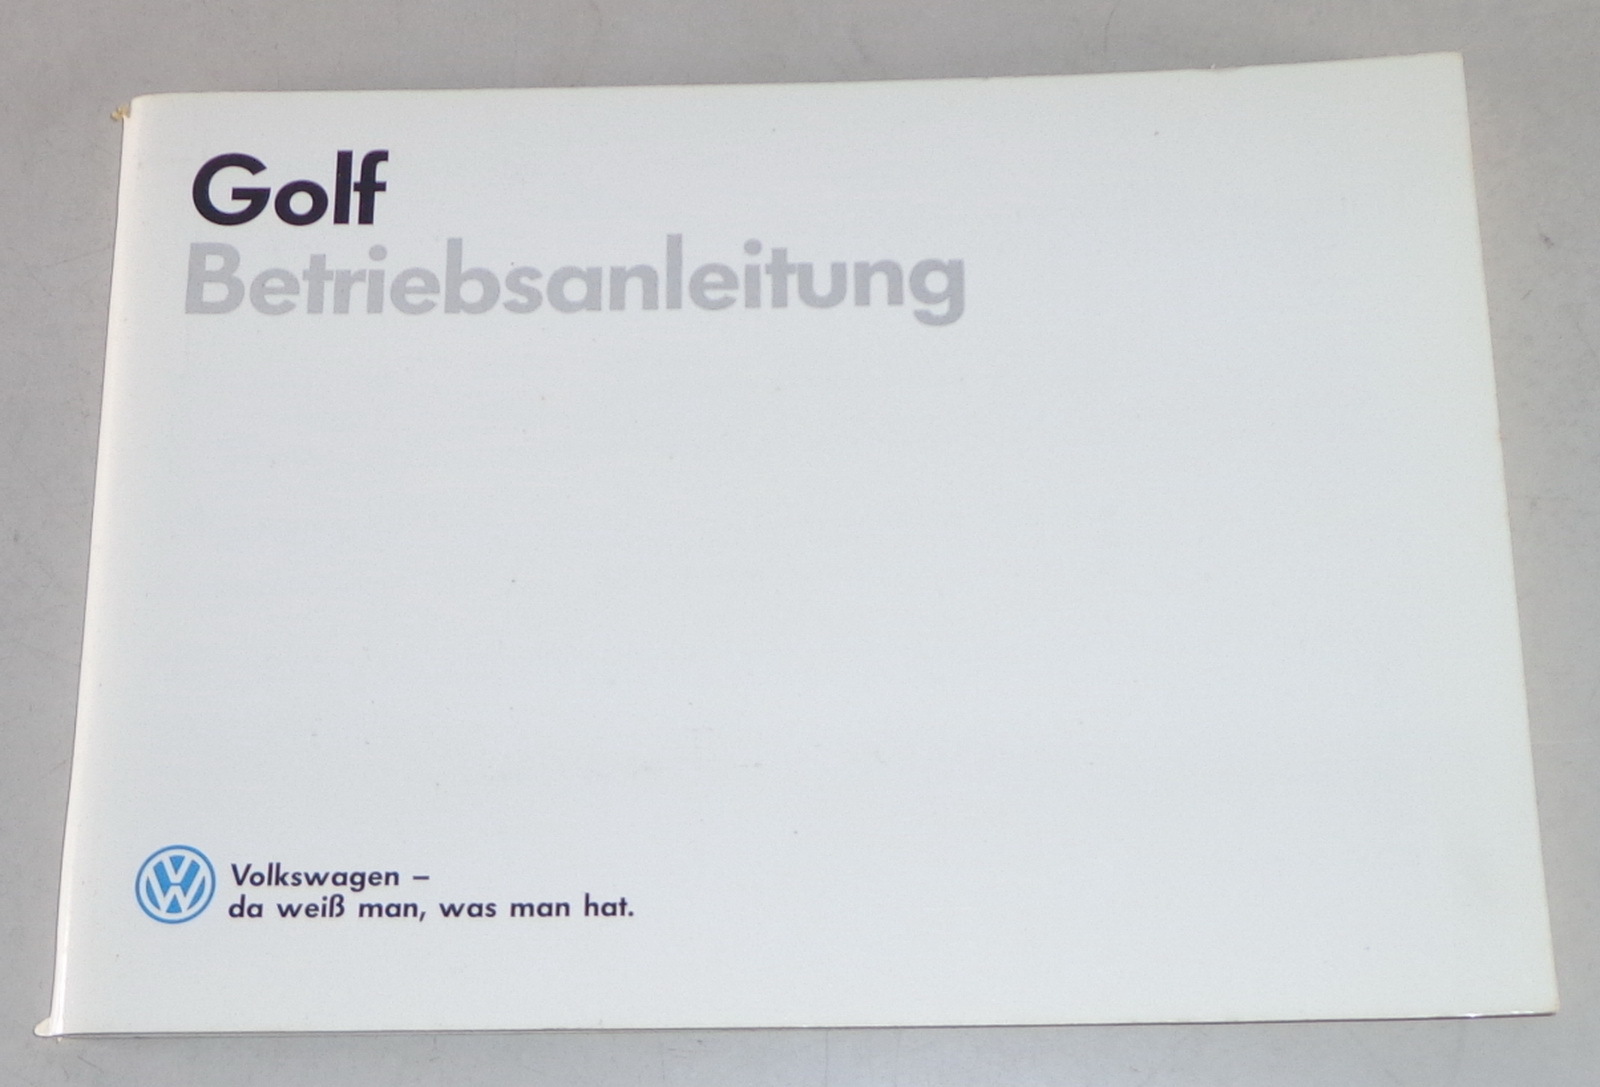 Golf
Betriebsanleitung
Volkswagen –
da weiß man, was man hat.